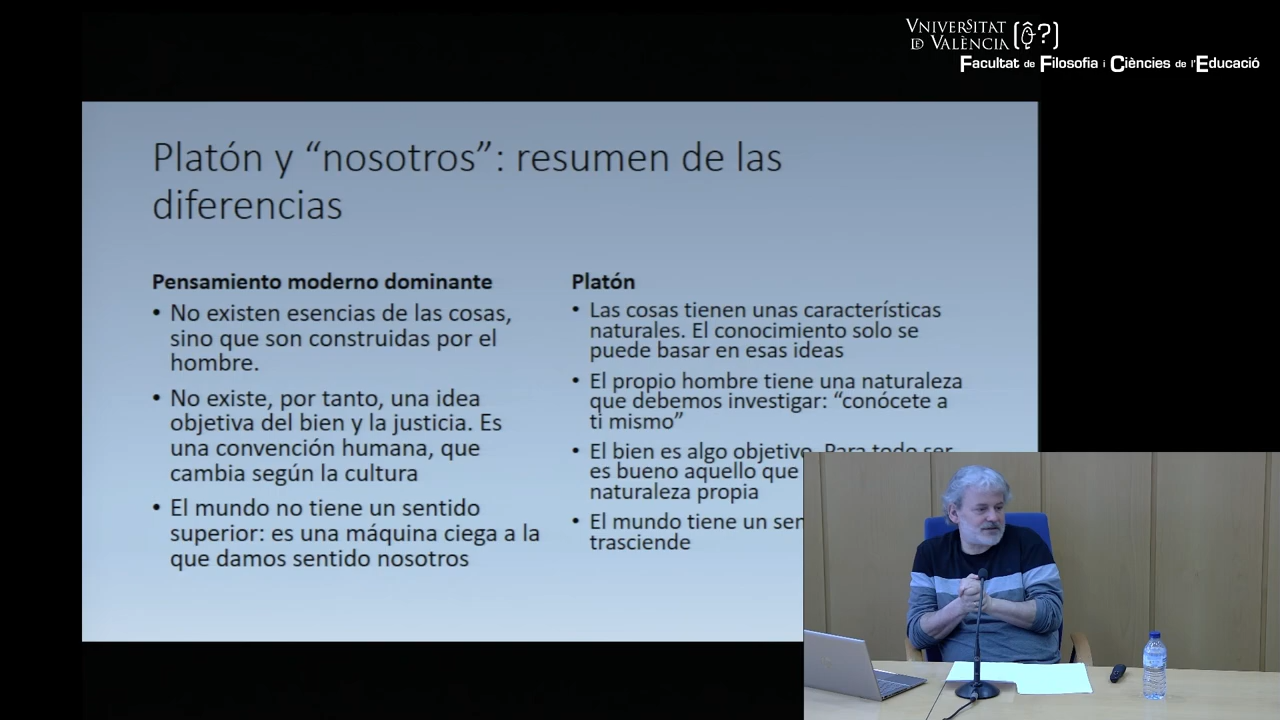 VNIVERSITAT
DE VALÈNCIA
Facultat de Filosofia i Ciències de l'Educació
Platón y “nosotros”: resumen de las
diferencias
Pensamiento moderno dominante
• No existen esencias de las cosas,
sino que son construidas por el
hombre.
• No existe, por tanto, una idea
objetiva del bien y la justicia. Es
una convención humana, que
cambia según la cultura
• El mundo no tiene un sentido
superior: es una máquina ciega a la
que damos sentido nosotros
Platón
• Las cosas tienen unas características
naturales. El conocimiento solo se
puede basar en esas ideas
• El propio hombre tiene una naturaleza
que debemos investigar: “conócete a
ti mismo”
• El bien es algo objetivo. Para todo ser
es bueno aquello que
naturaleza propia
• El mundo tiene un
trasciende